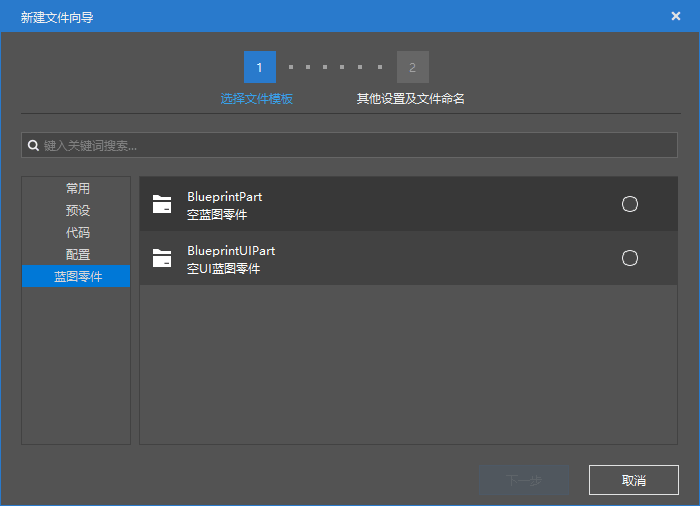 新建文件向导
1
2
选择文件模板
其他设置及文件命名
键入关键词搜索...
常用
预设
代码
配置
蓝图零件
BlueprintPart
空蓝图零件
BlueprintUIPart
空UI蓝图零件
下一步
取消